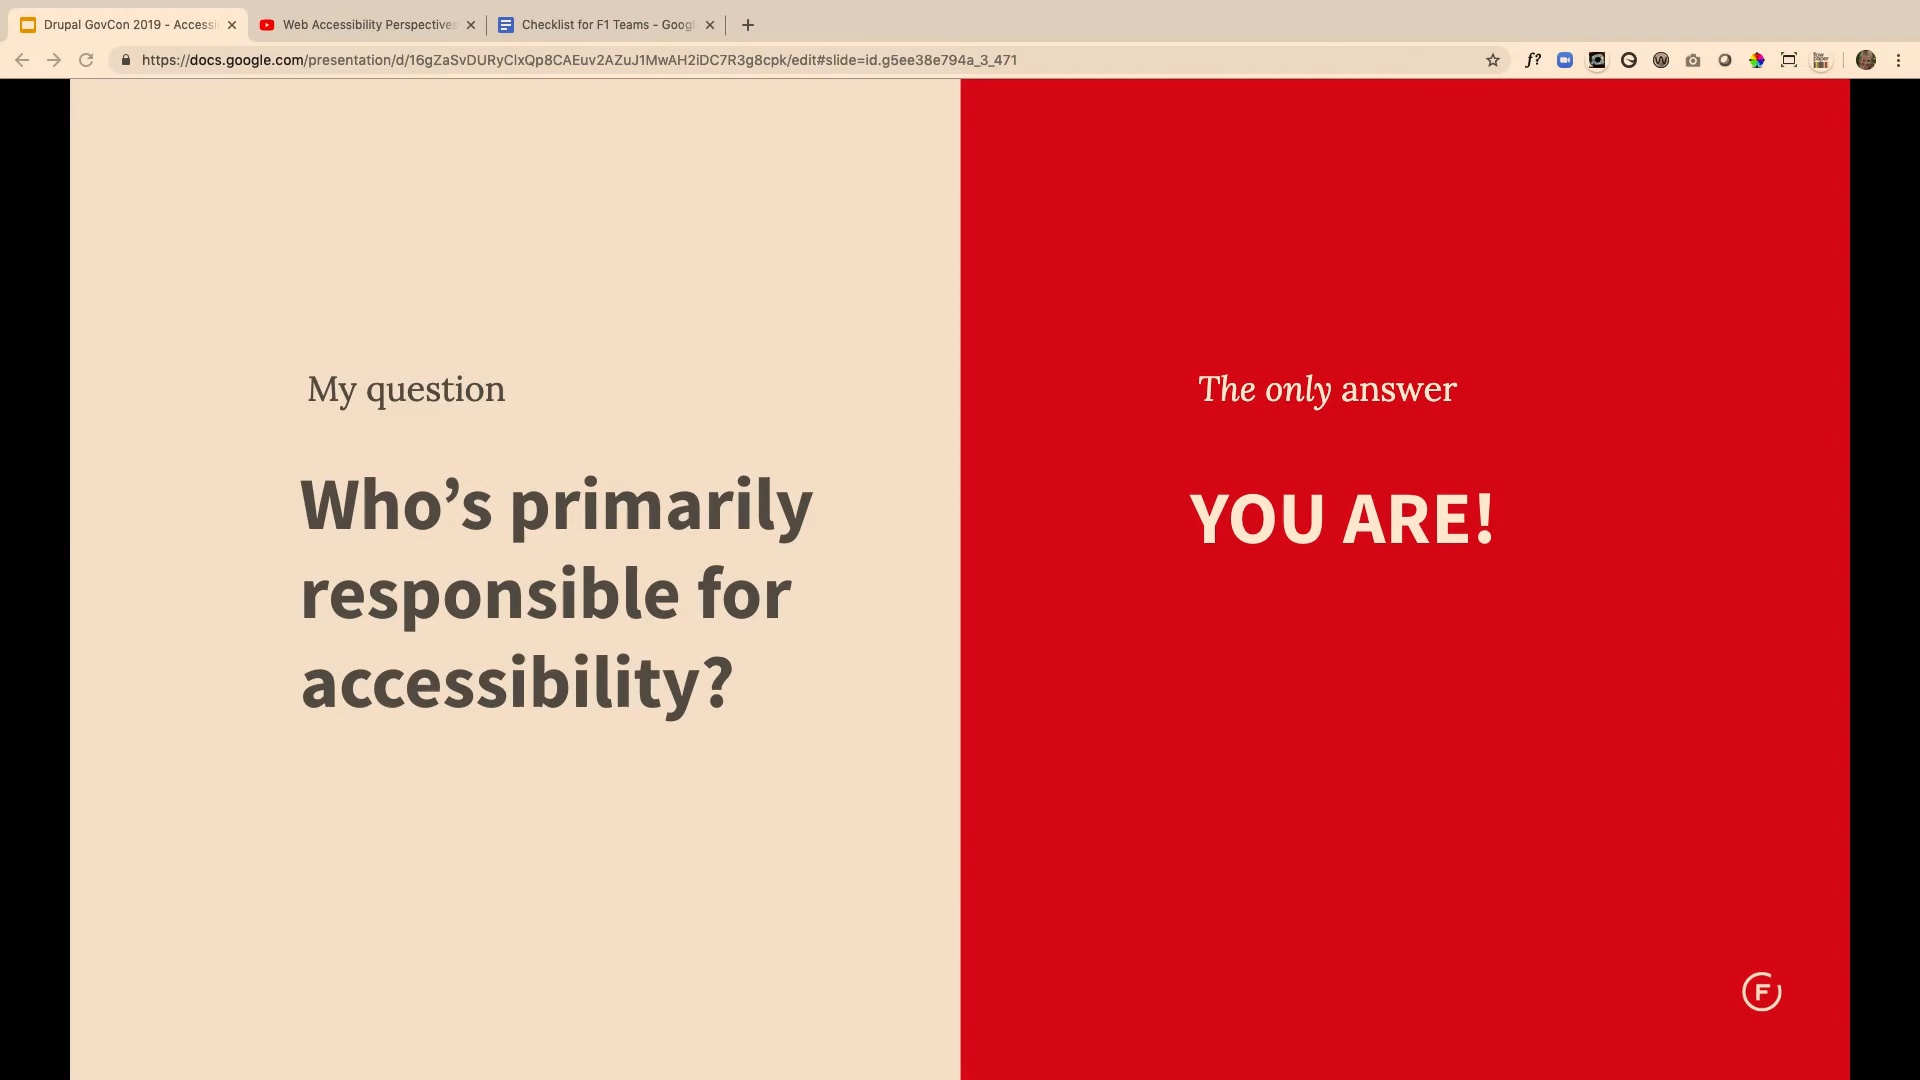 Drupal GovCon 2019 - Accessi
Web Accessibility Perspectives
Checklist for F1 Teams - Googl
https://docs.google.com/presentation/d/16gZaSvDURyClxQp8CAEuv2AZuJ1MwAH2iDC7R3g8cpk/edit#slide=id.g5ee38e794a_3_471
f?
My question
Who’s primarily
responsible for
accessibility?
The only answer
YOU ARE!
F